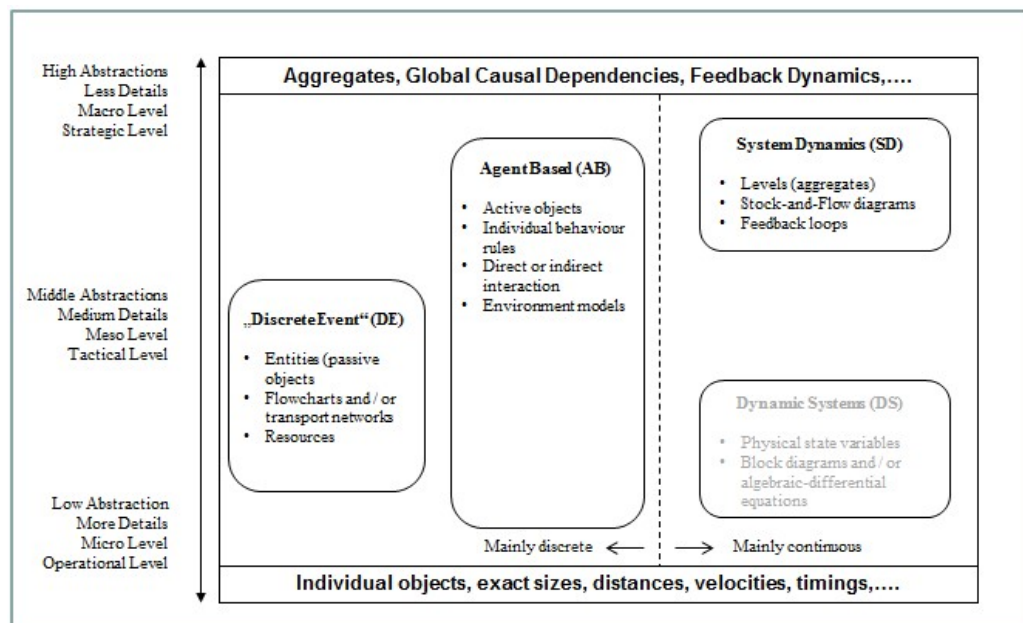 High Abstractions
Less Details
Macro Level
Strategic Level
Aggregates, Global Causal Dependencies, Feedback Dynamics,....
Agent Based (AB)
• Active objects
• Individual behaviour
rules
• Direct or indirect
interaction
• Environment models
System Dynamics (SD)
• Levels (aggregates)
• Stock-and-Flow diagrams
• Feedback loops
Middle Abstractions
Medium Details
Meso Level
Tactical Level
„Discrete Event“ (DE)
• Entities (passive
objects
• Flowcharts and / or
transport networks
• Resources
Dynamic Systems (DS)
• Physical state variables
• Block diagrams and / or
algebraic-differential
equations
Low Abstraction
More Details
Micro Level
Operational Level
Mainly discrete
Mainly continuous
Individual objects, exact sizes, distances, velocities, timings,....